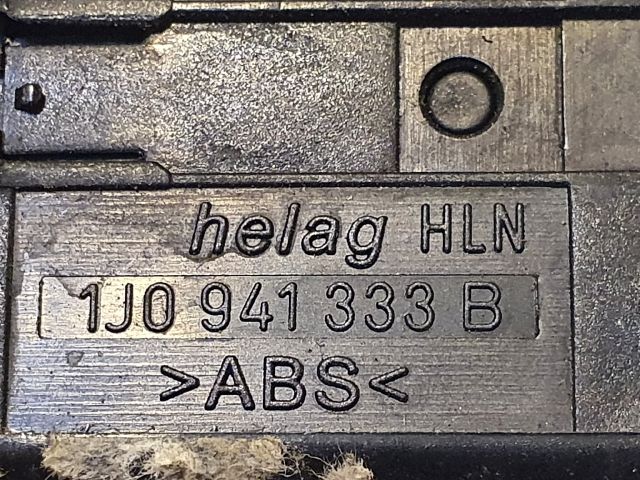 helag HLN
1J0 941 333 B
>ABS<